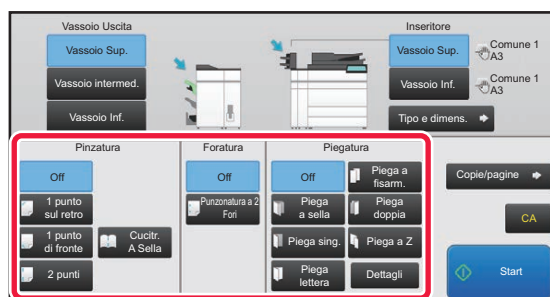 Vassoio Uscita
Inseritore
Vassoio Sup.
Vassoio intermed.
Vassoio Inf.
Vassoio Sup.
Comune 1
A3
Vassoio Inf.
Comune 1
A3
Tipo e dimens.
Pinzatura
Foratura
Piegatura
Off
1 punto
sul retro
1 punto
di fronte
Cucitr.
A Sella
2 punti
Off
Punzonatura a 2
Fori
Off
Piega a
fisarm.
Piega
a sella
Piega
doppia
Piega sing.
Piega a Z
Piega
lettera
Dettagli
Copie/pagine
CA
Start